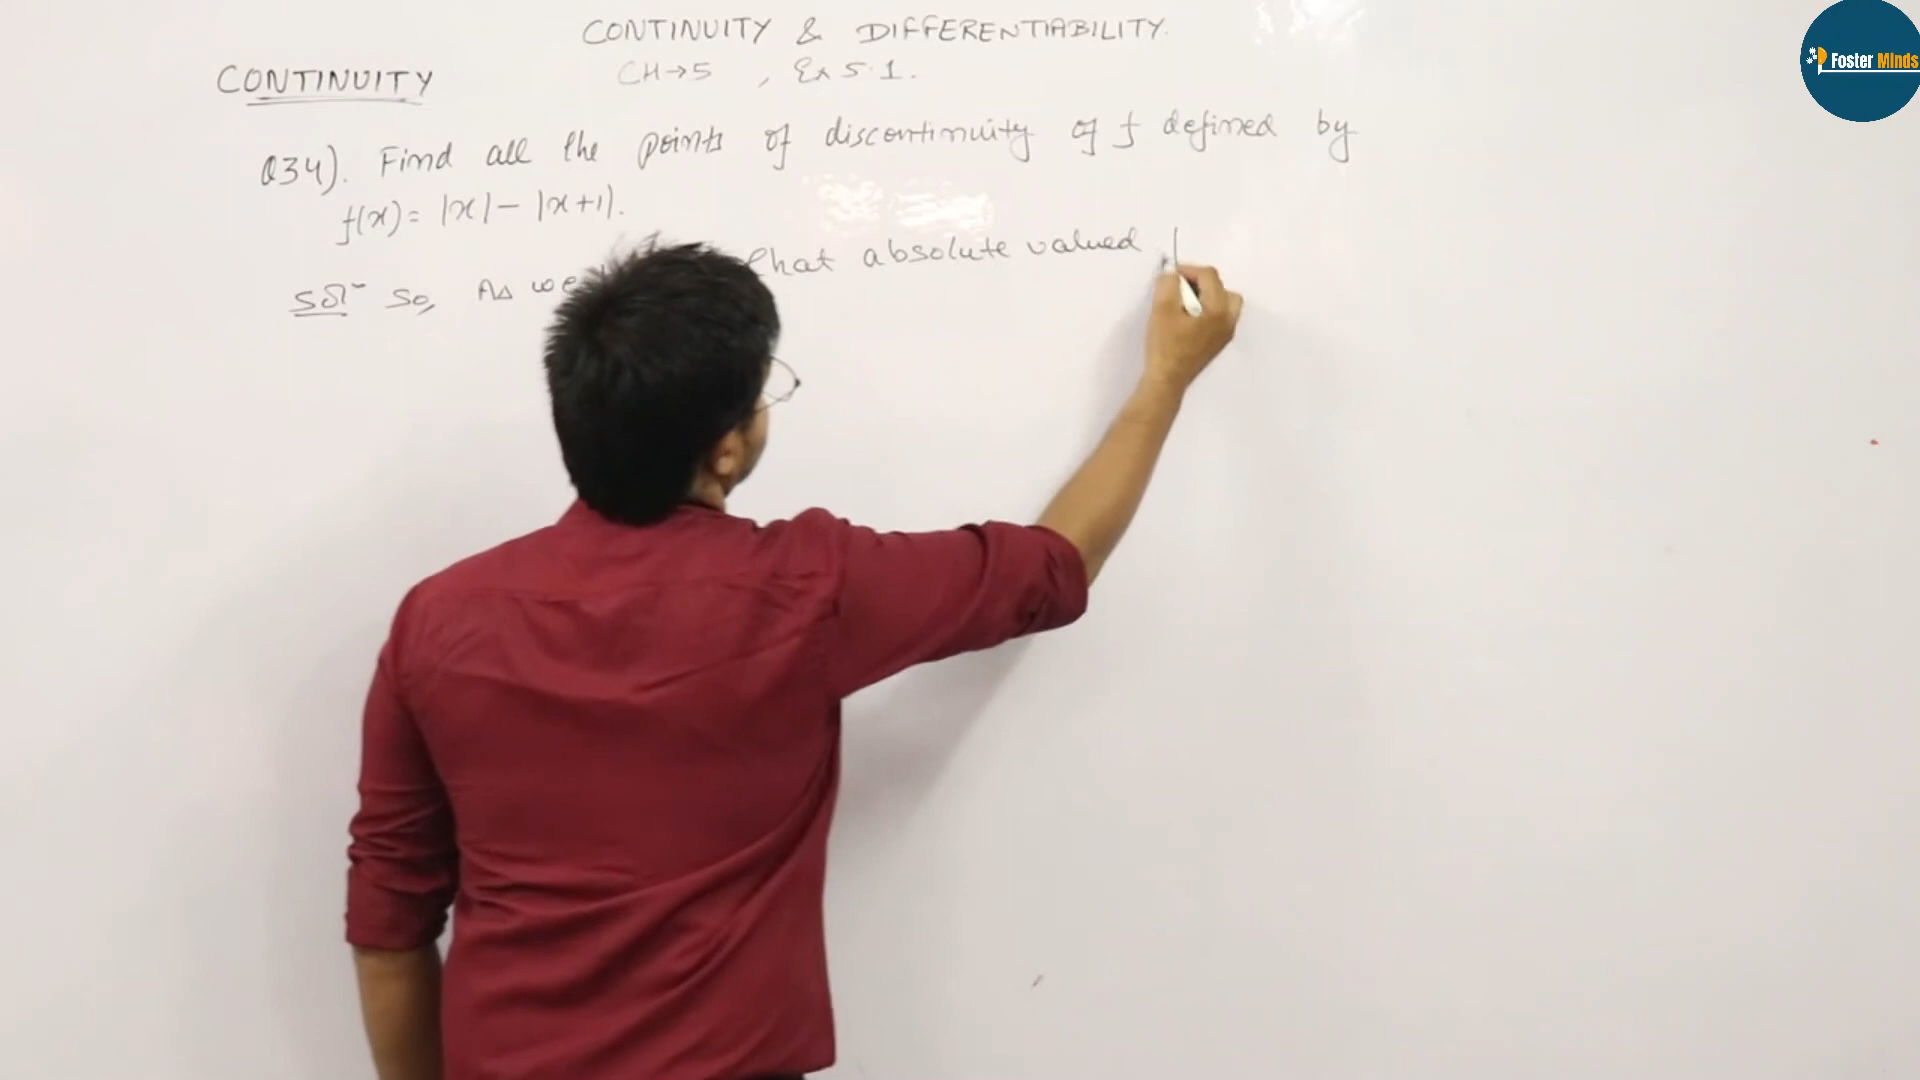 CONTINUITY & DIFFERENTIABILITY.
CH→5 , Ex 5.1.
CONTINUITY
Q34). Find all the points of discontinuity of f defined by
f(x)= |x| - |x+1|.
Solⁿ So, As we that absolute valued
Foster Minds